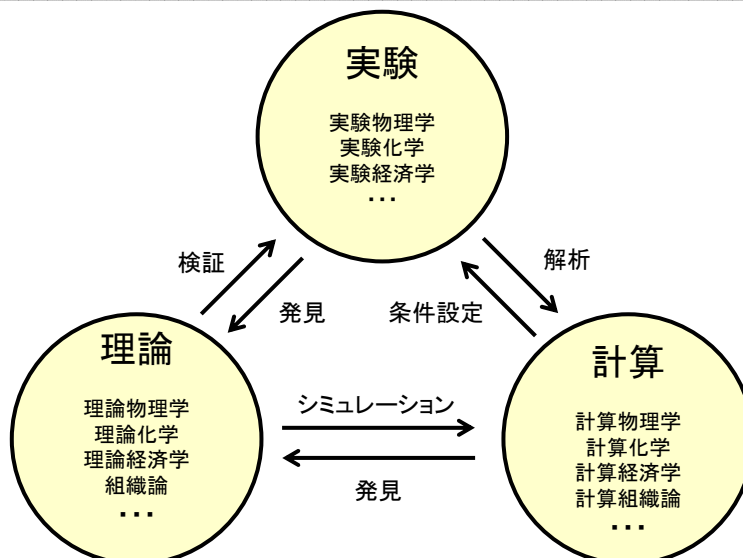 実験
実験物理学
実験化学
実験経済学
・・・
検証
発見
解析
条件設定
理論
理論物理学
理論化学
理論経済学
組織論
・・・
シミュレーション
発見
計算
計算物理学
計算化学
計算経済学
計算組織論
・・・